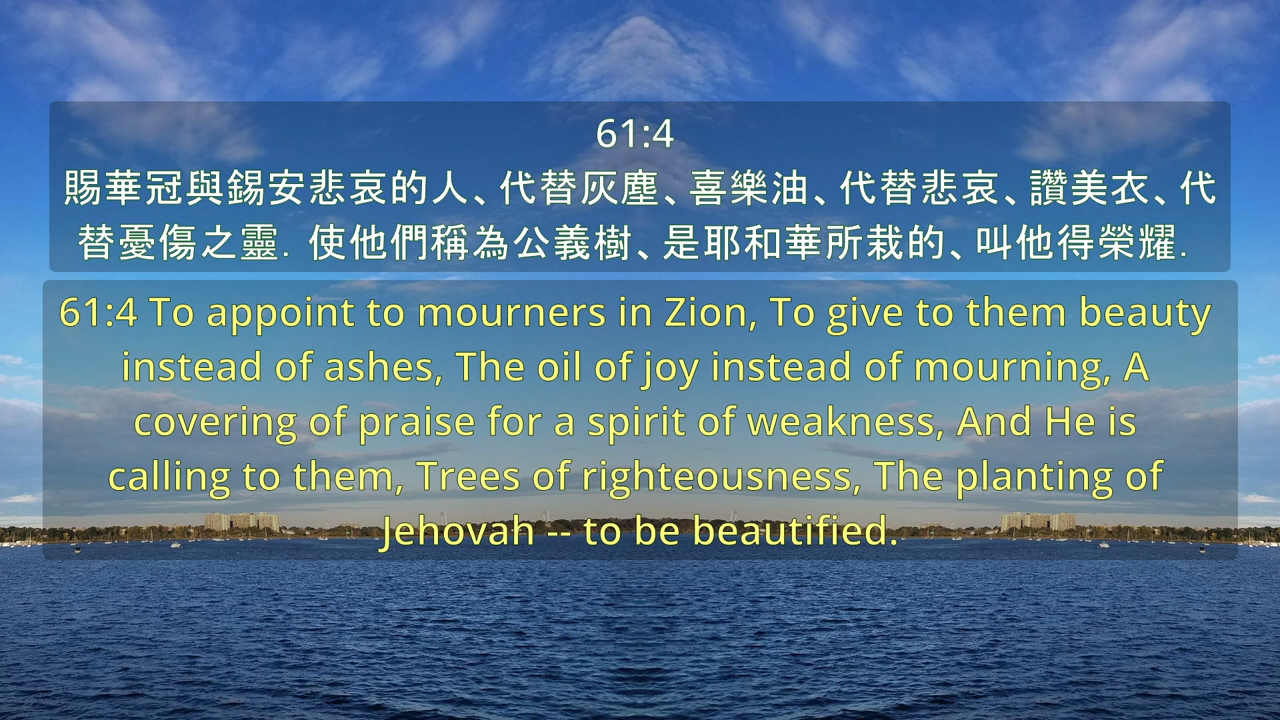 61:4
賜華冠與錫安悲哀的人、代替灰塵、喜樂油、代替悲哀、讚美衣、代
替憂傷之靈. 使他們稱為公義樹、是耶和華所栽的、叫他得榮耀.
61:4 To appoint to mourners in Zion, To give to them beauty
instead of ashes, The oil of joy instead of mourning, A
covering of praise for a spirit of weakness, And He is
calling to them, Trees of righteousness, The planting of
Jehovah -- to be beautified.